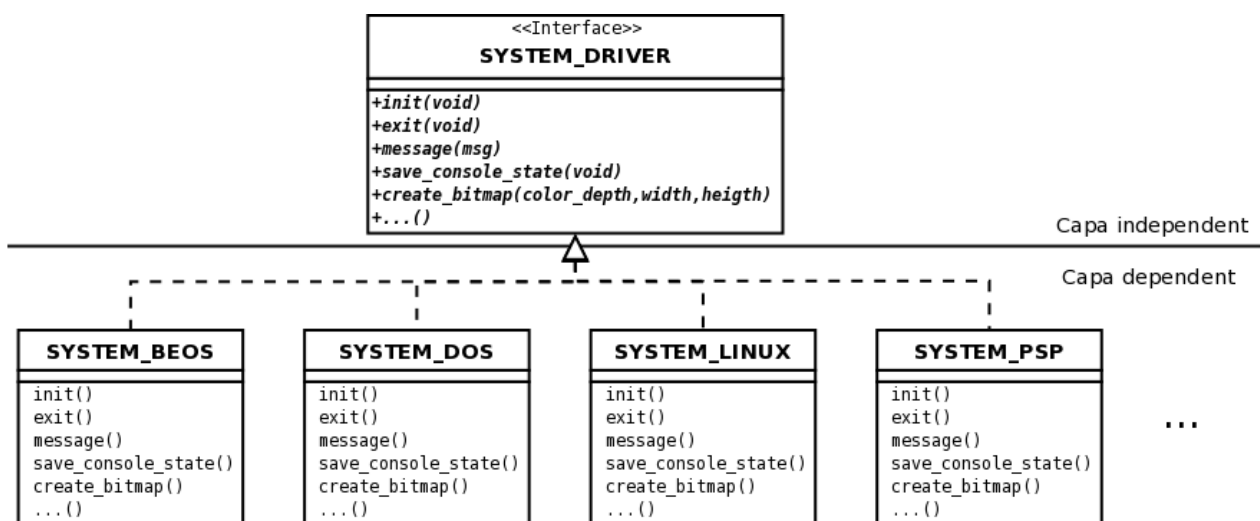 <<Interface>>
SYSTEM_DRIVER
+init(void)
+exit(void)
+message(msg)
+save_console_state(void)
+create_bitmap(color_depth,width,heigth)
+...()
Capa independent
Capa dependent
SYSTEM_BEOS
init()
exit()
message()
save_console_state()
create_bitmap()
...()
SYSTEM_DOS
init()
exit()
message()
save_console_state()
create_bitmap()
...()
SYSTEM_LINUX
init()
exit()
message()
save_console_state()
create_bitmap()
...()
SYSTEM_PSP
init()
exit()
message()
save_console_state()
create_bitmap()
...()
...